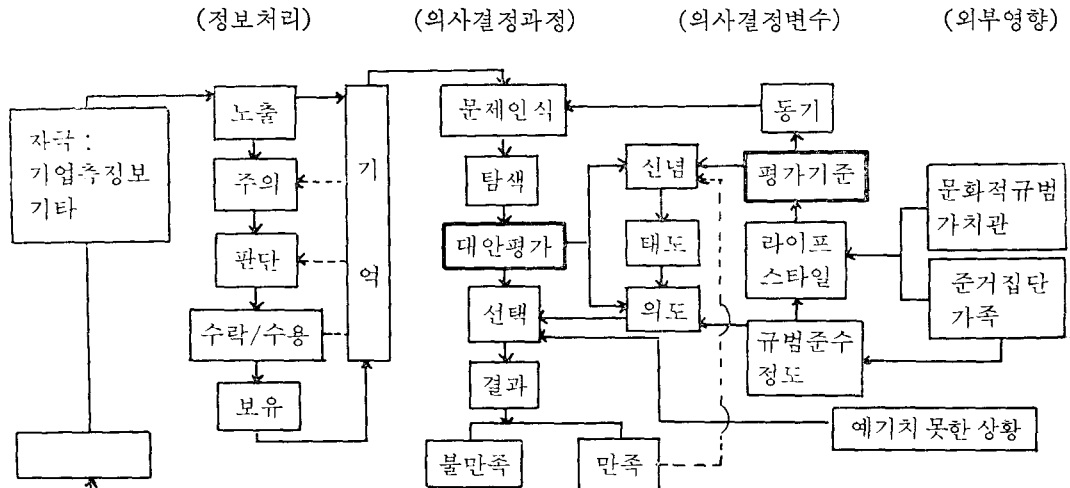 (정보처리)
(의사결정과정)
(의사결정변수)
(외부영향)
자극 :
기업측정보
기타
노출
주의
판단
수락/수용
보유
기
억
문제인식
탐색
대안평가
선택
결과
불만족
만족
신념
태도
의도
동기
평가기준
라이프
스타일
규범준수
정도
문화적규범
가치관
준거집단
가족
예기치 못한 상황